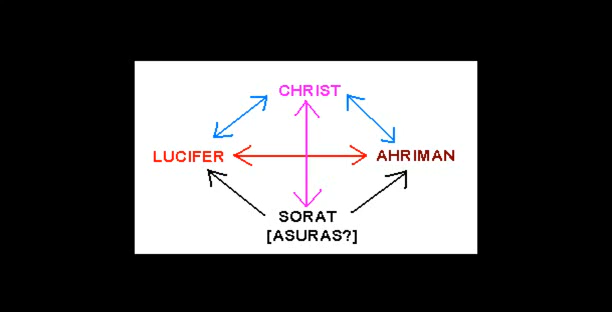 CHRIST
LUCIFER
AHRIMAN
SORAT
[ASURAS?]